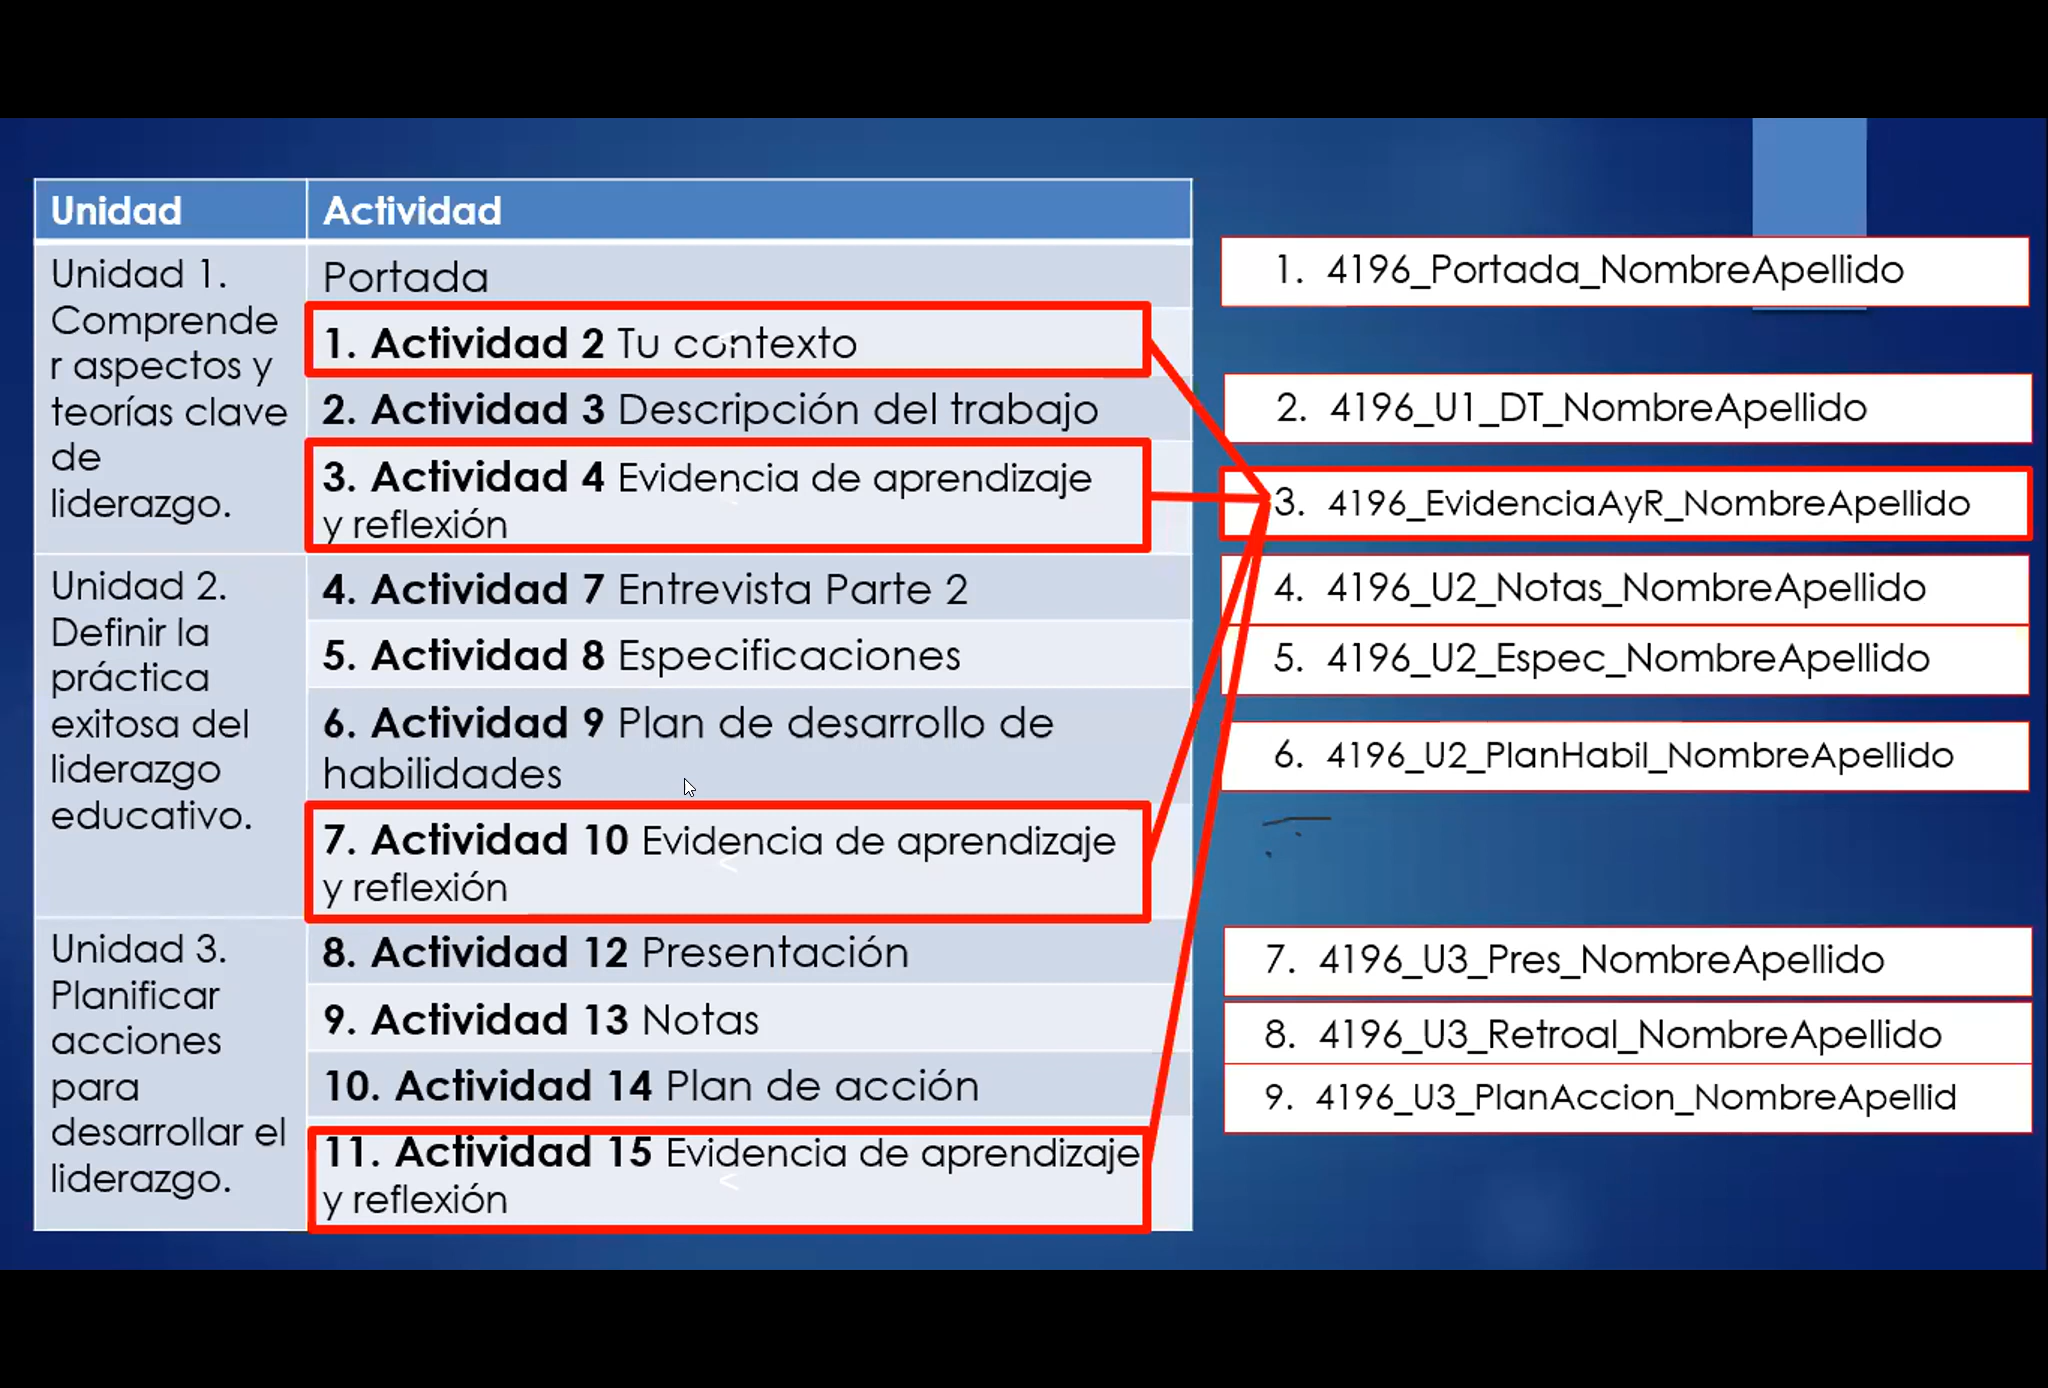 Unidad
Actividad
Unidad 1.
Comprende
r aspectos y
teorías clave
de
liderazgo.
Portada
1. Actividad 2 Tu contexto
2. Actividad 3 Descripción del trabajo
3. Actividad 4 Evidencia de aprendizaje
y reflexión
Unidad 2.
Definir la
práctica
exitosa del
liderazgo
educativo.
4. Actividad 7 Entrevista Parte 2
5. Actividad 8 Especificaciones
6. Actividad 9 Plan de desarrollo de
habilidades
7. Actividad 10 Evidencia de aprendizaje
y reflexión
Unidad 3.
Planificar
acciones
para
desarrollar el
liderazgo.
8. Actividad 12 Presentación
9. Actividad 13 Notas
10. Actividad 14 Plan de acción
11. Actividad 15 Evidencia de aprendizaje
y reflexión
1. 4196_Portada_NombreApellido
2. 4196_U1_DT_NombreApellido
3. 4196_EvidenciaAyR_NombreApellido
4. 4196_U2_Notas_NombreApellido
5. 4196_U2_Espec_NombreApellido
6. 4196_U2_PlanHabil_NombreApellido
7. 4196_U3_Pres_NombreApellido
8. 4196_U3_Retroal_NombreApellido
9. 4196_U3_PlanAccion_NombreApellid